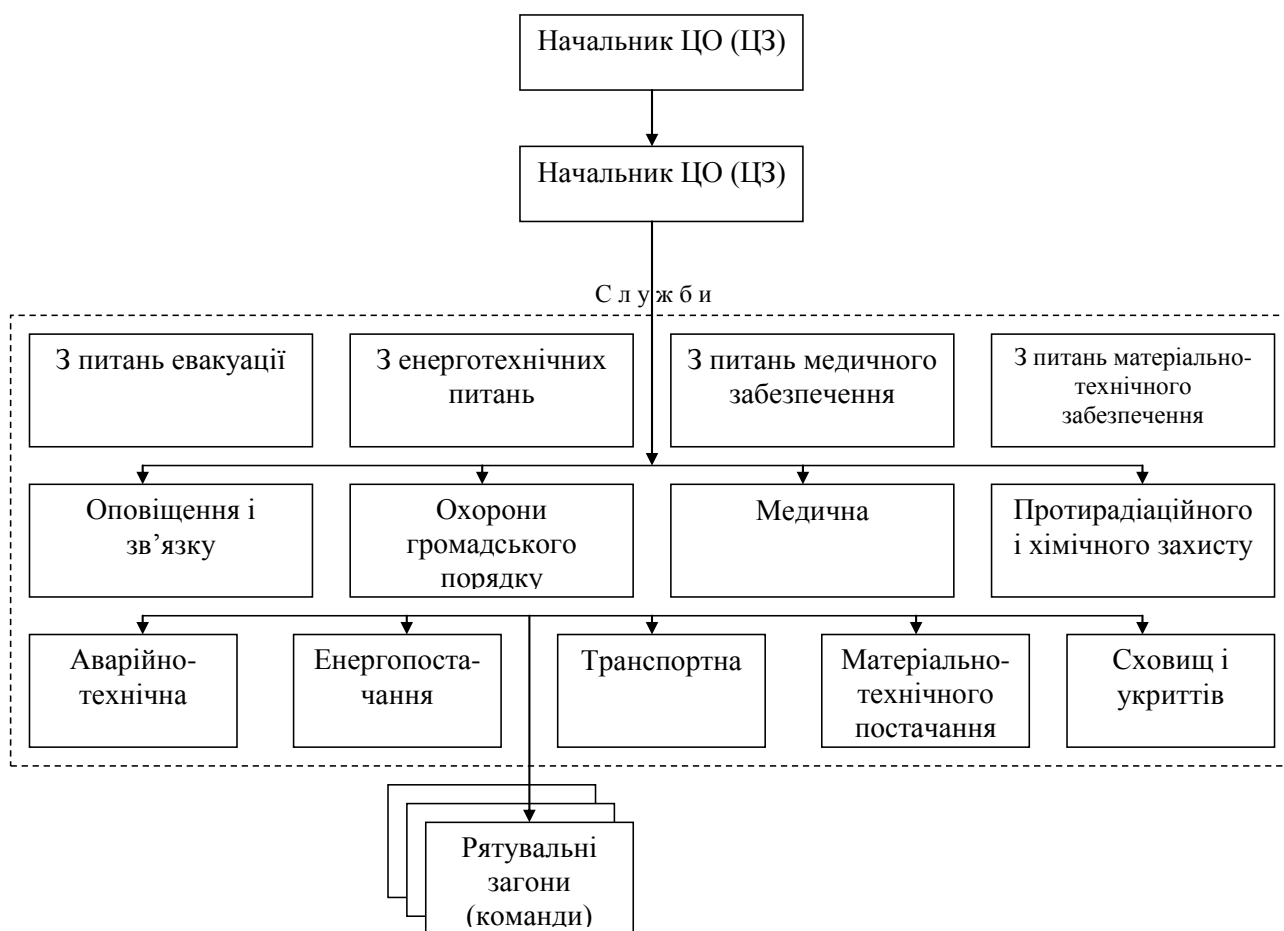 Начальник ЦО (ЦЗ)
Начальник ЦО (ЦЗ)
С л у ж б и
З питань евакуації
З енерготехнічних
питань
З питань медичного
забезпечення
З питань матеріально-
технічного
забезпечення
Оповіщення і
зв’язку
Охорони
громадського
порядку
Медична
Протирадіаційного
і хімічного захисту
Аварійно-
технічна
Енергопоста-
чання
Транспортна
Матеріально-
технічного
постачання
Сховищ і
укриттів
Рятувальні
загони
(команди)